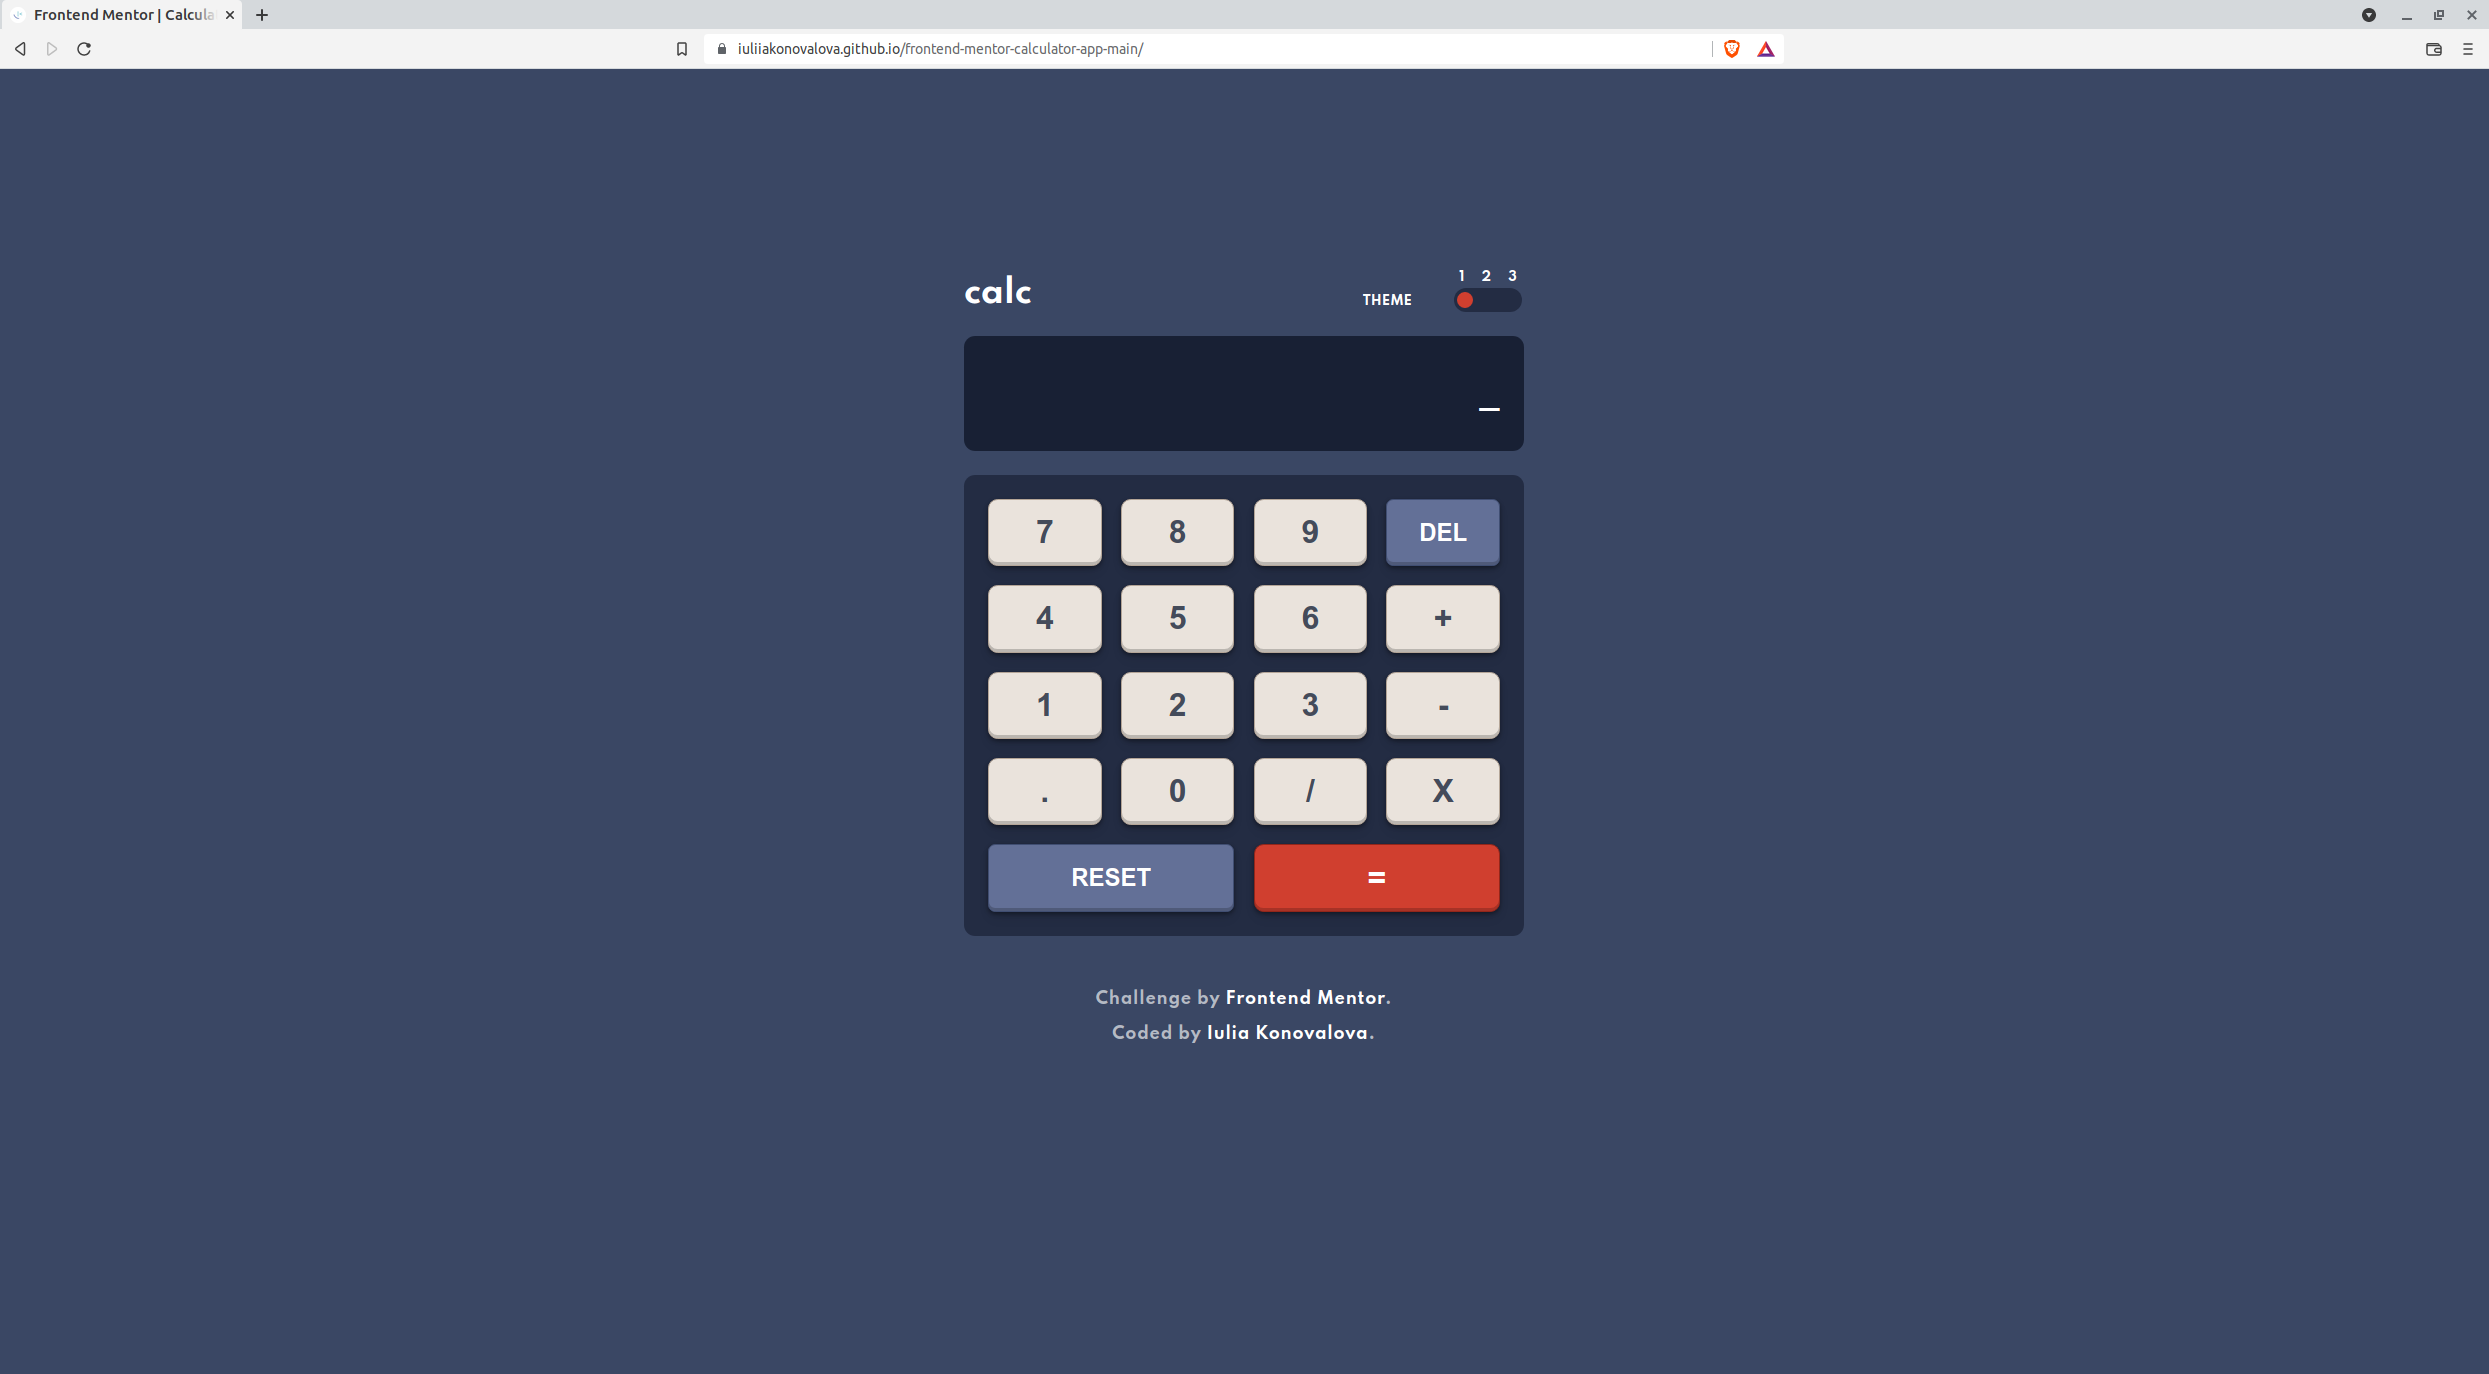 Frontend Mentor | Calcula
iuliiakonovalova.github.io/frontend-mentor-calculator-app-main/
calc
THEME
1 2 3
_
7 8 9 DEL
4 5 6 +
1 2 3 -
. 0 / X
RESET =
Challenge by Frontend Mentor.
Coded by Iulia Konovalova.